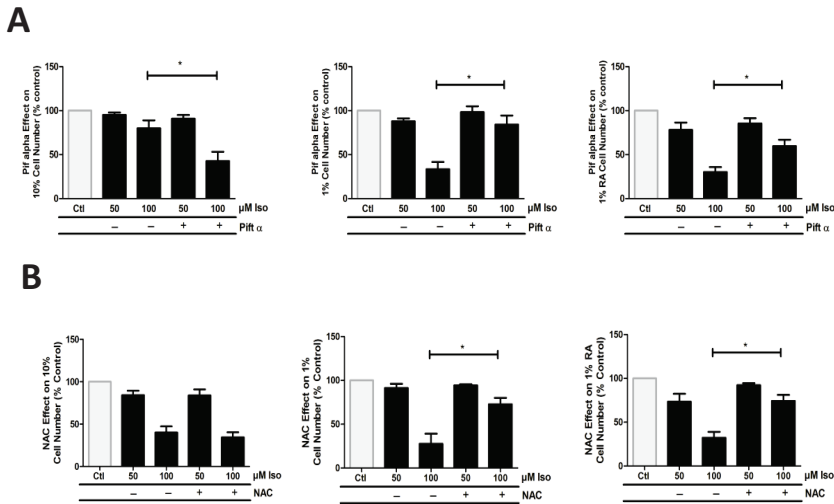 A
Pif alpha Effect on
10% Cell Number (% control)
150
100
50
0
*
Ctl 50 100 50 100 µM Iso
– – + + Pift α
Pif alpha Effect on
1% Cell Number (% control)
150
100
50
0
*
Ctl 50 100 50 100 µM Iso
– – + + Pift α
Pif alpha Effect on
1% RA Cell Number (% control)
150
100
50
0
*
Ctl 50 100 50 100 µM Iso
– – + + Pift α
B
NAC Effect on 10%
Cell Number (% Control)
150
100
50
0
Ctl 50 100 50 100 µM Iso
– – + + NAC
NAC Effect on 1%
Cell Number (% Control)
150
100
50
0
*
Ctl 50 100 50 100 µM Iso
– – + + NAC
NAC Effect on 1% RA
Cell Number (% Control)
150
100
50
0
*
Ctl 50 100 50 100 µM Iso
– – + + NAC